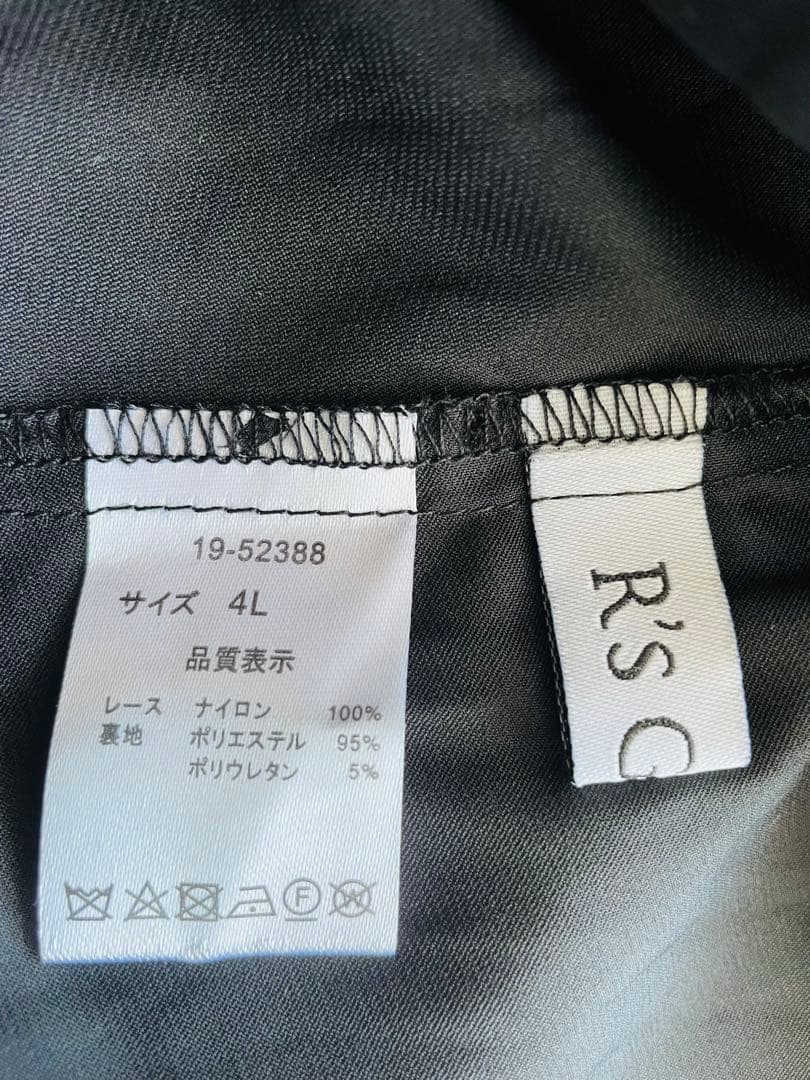 19-52388
サイズ 4L
品質表示
レース ナイロン 100%
裏地 ポリエステル 95%
ポリウレタン 5%
F
W
R'S G